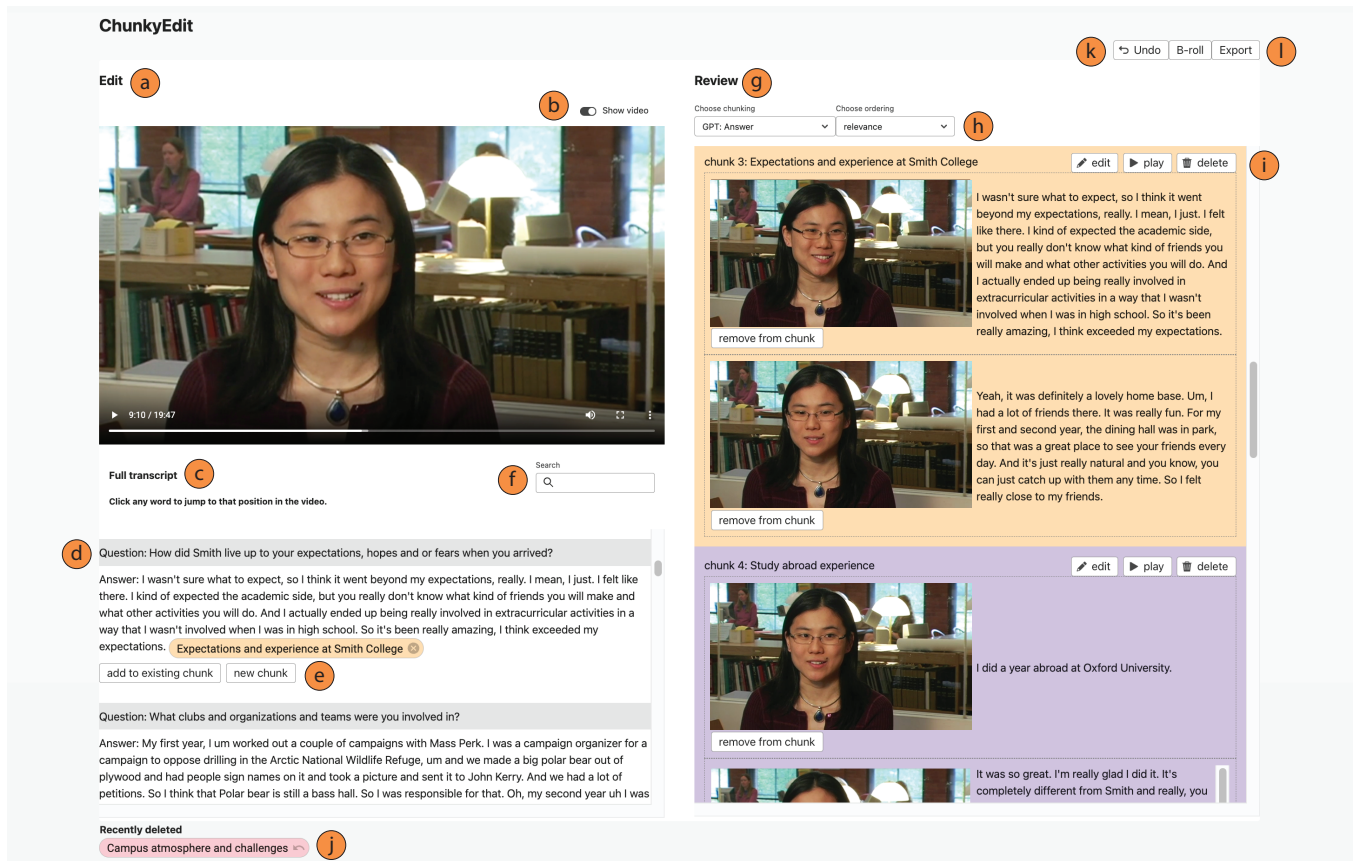 ChunkyEdit
k
Undo
B-roll
Export
l
Edit
a
b
Show video
9:10 / 19:47
Full transcript
c
Click any word to jump to that position in the video.
f
Search
d
Question: How did Smith live up to your expectations, hopes and or fears when you arrived?
Answer: I wasn't sure what to expect, so I think it went beyond my expectations, really. I mean, I just. I felt like
there. I kind of expected the academic side, but you really don't know what kind of friends you will make and
what other activities you will do. And I actually ended up being really involved in extracurricular activities in a
way that I wasn't involved when I was in high school. So it's been really amazing, I think exceeded my
expectations.
Expectations and experience at Smith College
add to existing chunk
new chunk
e
Question: What clubs and organizations and teams were you involved in?
Answer: My first year, I um worked out a couple of campaigns with Mass Perk. I was a campaign organizer for a
campaign to oppose drilling in the Arctic National Wildlife Refuge, um and we made a big polar bear out of
plywood and had people sign names on it and took a picture and sent it to John Kerry. And we had a lot of
petitions. So I think that Polar bear is still a bass hall. So I was responsible for that. Oh, my second year uh I was
Recently deleted
Campus atmosphere and challenges
j
Review
g
Choose chunking
Choose ordering
GPT: Answer
relevance
h
chunk 3: Expectations and experience at Smith College
edit
play
delete
i
I wasn't sure what to expect, so I think it went
beyond my expectations, really. I mean, I just. I felt
like there. I kind of expected the academic side,
but you really don't know what kind of friends you
will make and what other activities you will do. And
I actually ended up being really involved in
extracurricular activities in a way that I wasn't
involved when I was in high school. So it's been
really amazing, I think exceeded my expectations.
remove from chunk
Yeah, it was definitely a lovely home base. Um, I
had a lot of friends there. It was really fun. For my
first and second year, the dining hall was in park,
so that was a great place to see your friends every
day. And it's just really natural and you know, you
can just catch up with them any time. So I felt
really close to my friends.
remove from chunk
chunk 4: Study abroad experience
edit
play
delete
I did a year abroad at Oxford University.
remove from chunk
It was so great. I'm really glad I did it. It's
completely different from Smith and really, you